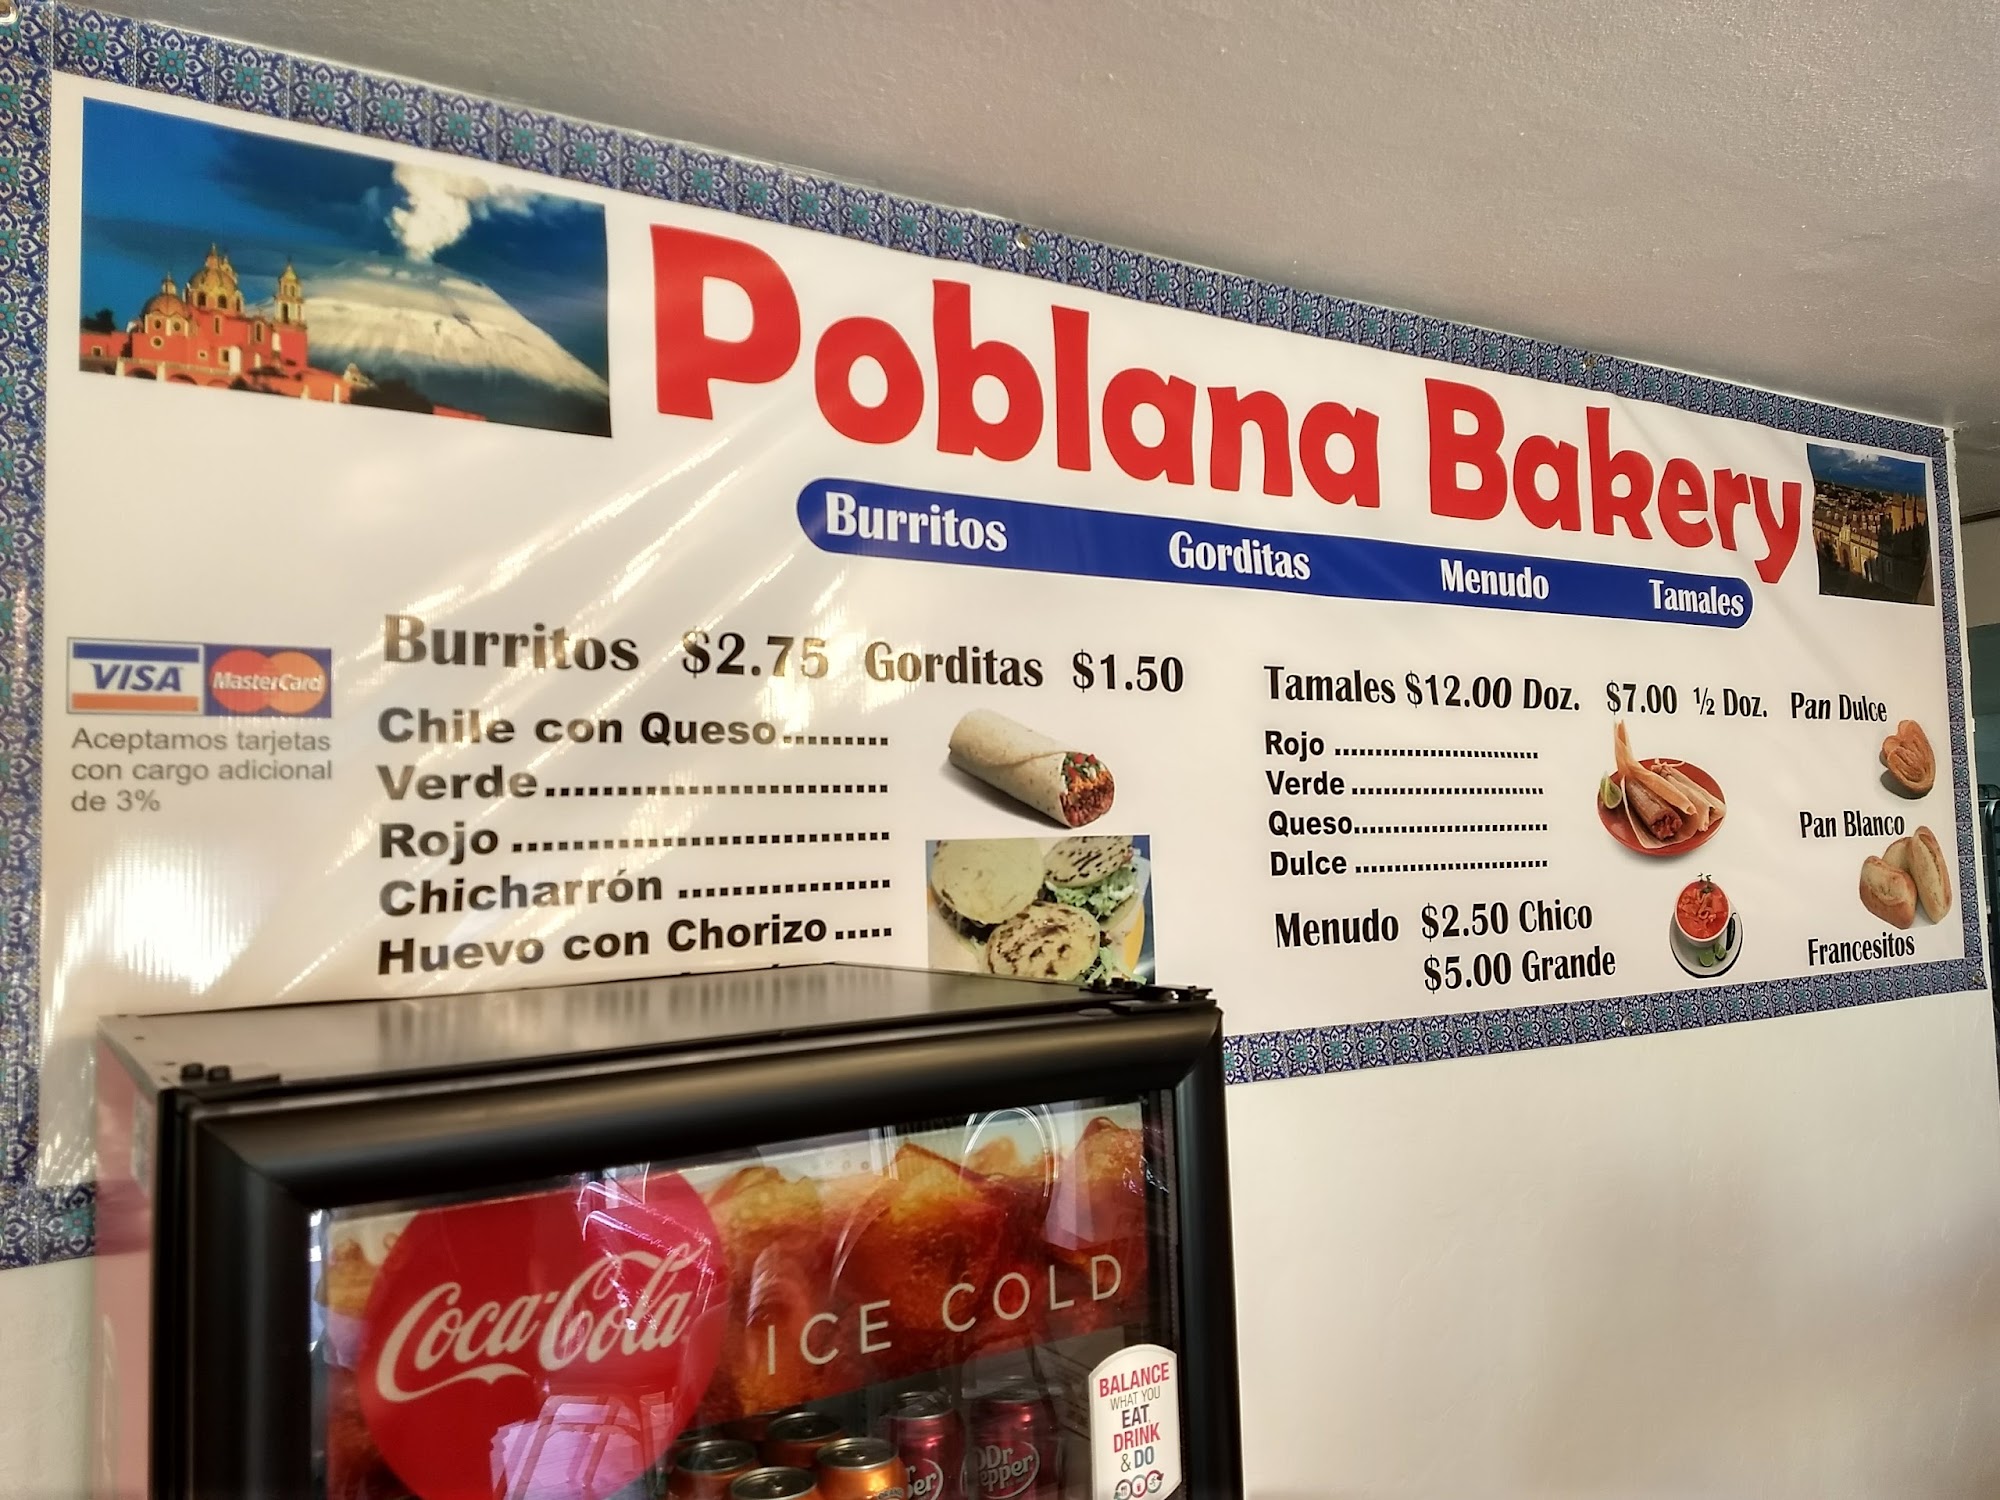 Poblana Bakery
Burritos Gorditas Menudo Tamales
VISA MasterCard
Aceptamos tarjetas
con cargo adicional
de 3%
Burritos $2.75 Gorditas $1.50
Chile con Queso.........
Verde..........................
Rojo ............................
Chicharrón ................
Huevo con Chorizo .....
Tamales $12.00 Doz. $7.00 ½ Doz.
Rojo ..........................
Verde ........................
Queso........................
Dulce ........................
Menudo $2.50 Chico
$5.00 Grande
Pan Dulce
Pan Blanco
Francesitos
Coca-Cola
ICE COLD
BALANCE
WHAT YOU
EAT,
DRINK
& DO
Dr
Pepper